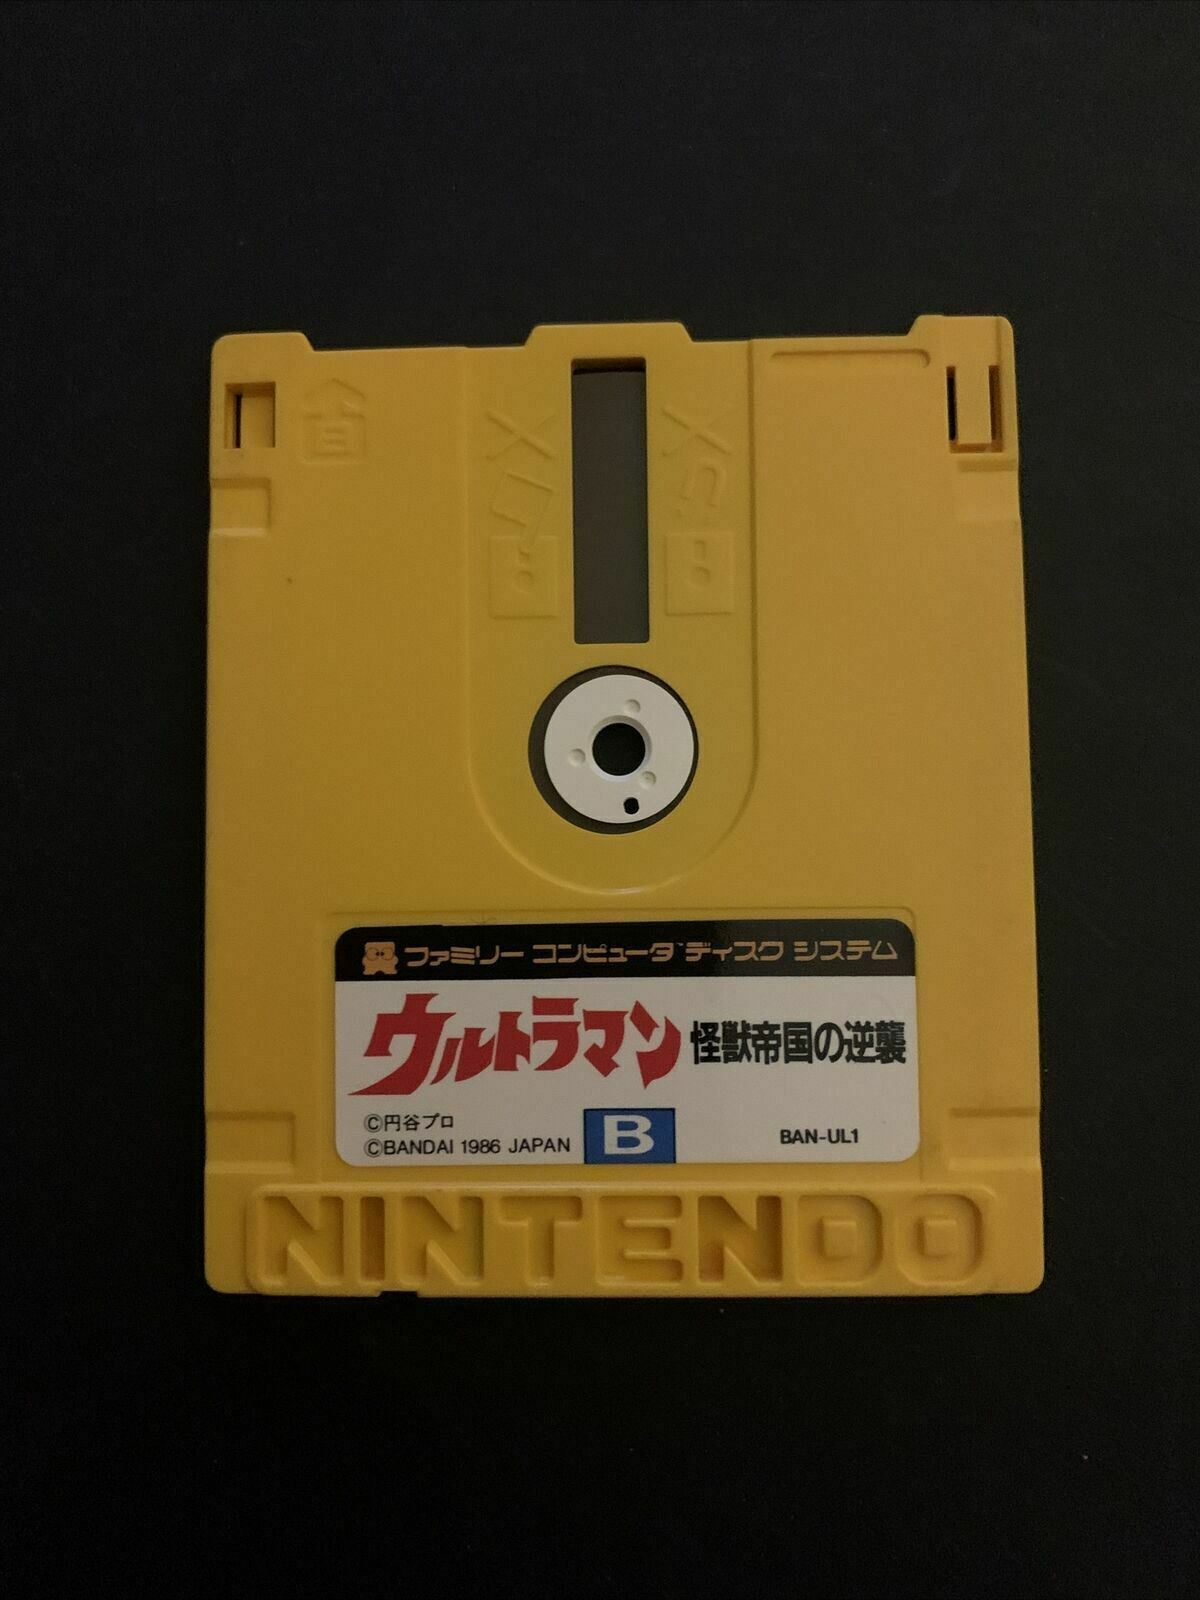 ファミリー コンピュータ™ ディスク システム
ウルトラマン 怪獣帝国の逆襲
©円谷プロ
©BANDAI 1986 JAPAN B BAN-UL1
NINTENDO